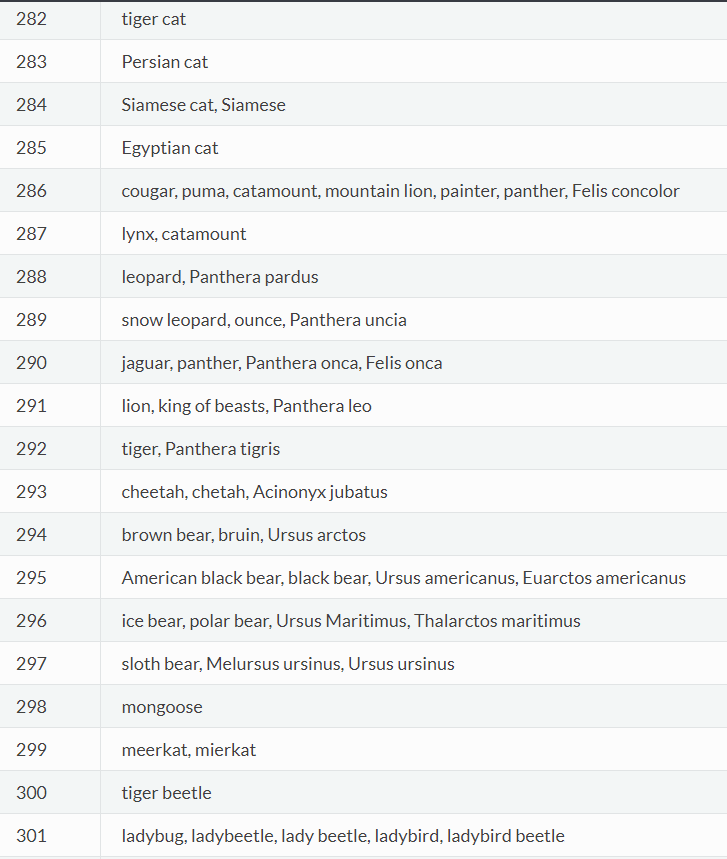 282 tiger cat
283 Persian cat
284 Siamese cat, Siamese
285 Egyptian cat
286 cougar, puma, catamount, mountain lion, painter, panther, Felis concolor
287 lynx, catamount
288 leopard, Panthera pardus
289 snow leopard, ounce, Panthera uncia
290 jaguar, panther, Panthera onca, Felis onca
291 lion, king of beasts, Panthera leo
292 tiger, Panthera tigris
293 cheetah, chetah, Acinonyx jubatus
294 brown bear, bruin, Ursus arctos
295 American black bear, black bear, Ursus americanus, Euarctos americanus
296 ice bear, polar bear, Ursus Maritimus, Thalarctos maritimus
297 sloth bear, Melursus ursinus, Ursus ursinus
298 mongoose
299 meerkat, mierkat
300 tiger beetle
301 ladybug, ladybeetle, lady beetle, ladybird, ladybird beetle